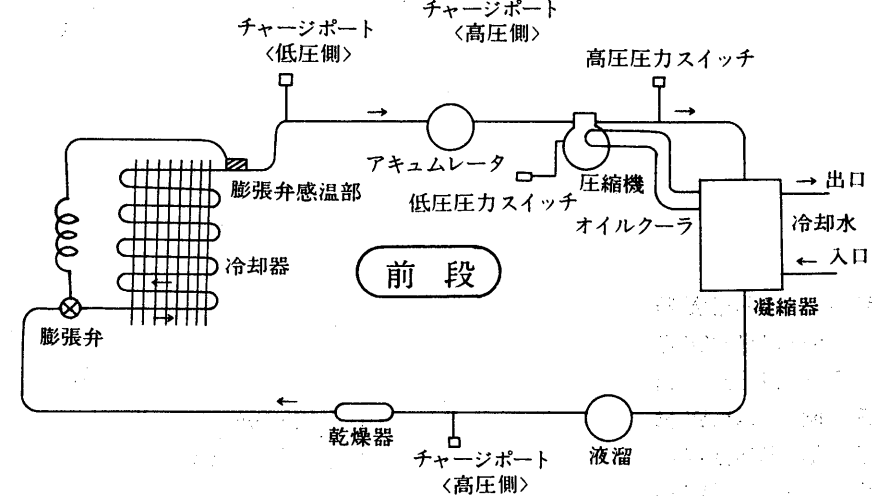 チャージポート
〈高圧側〉
チャージポート
〈低圧側〉
高圧圧力スイッチ
アキュムレータ
圧縮機
膨張弁感温部
低圧圧力スイッチ
オイルクーラ
出口
冷却水
入口
冷却器
前段
凝縮器
膨張弁
乾燥器
チャージポート
〈高圧側〉
液溜